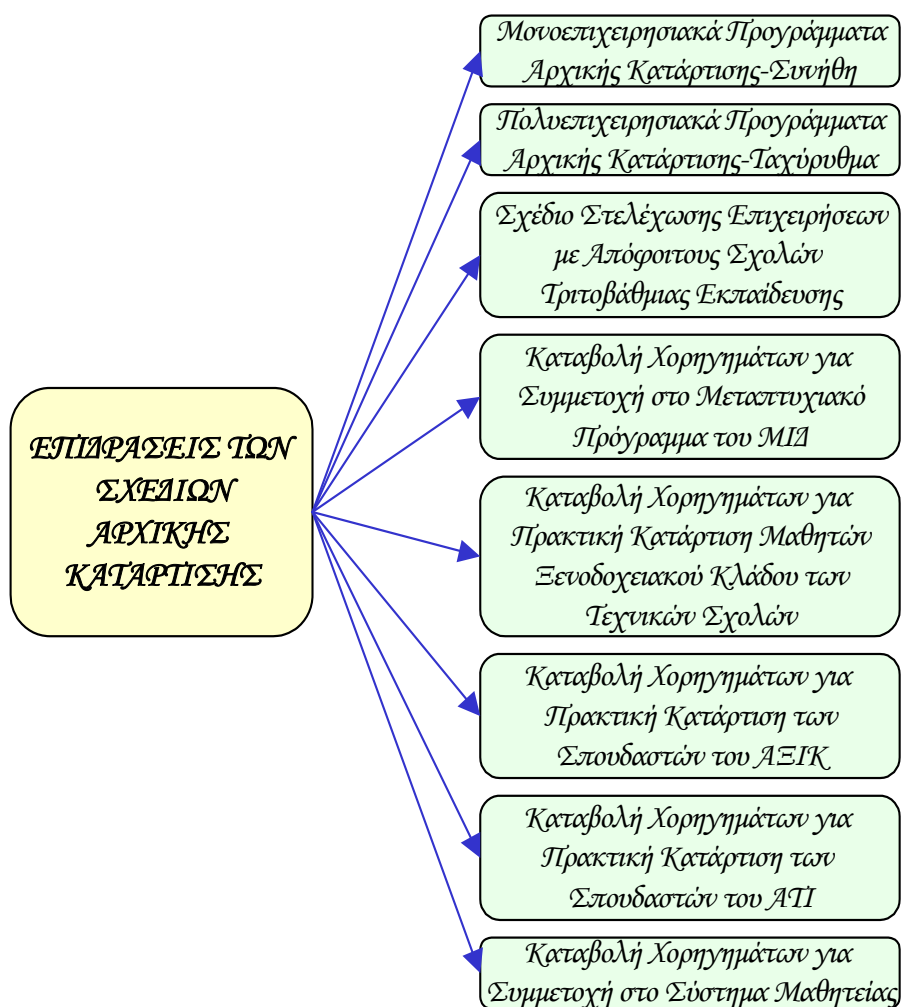 Μονοεπιχειρησιακά Προγράμματα
Αρχικής Κατάρτισης-Συνήθη
Πολυεπιχειρησιακά Προγράμματα
Αρχικής Κατάρτισης-Ταχύρυθμα
Σχέδιο Στελέχωσης Επιχειρήσεων
με Απόφοιτους Σχολών
Τριτοβάθμιας Εκπαίδευσης
Καταβολή Χορηγημάτων για
Συμμετοχή στο Μεταπτυχιακό
Πρόγραμμα του ΜΙΔ
ΕΠΙΔΡΑΣΕΙΣ ΤΩΝ
ΣΧΕΔΙΩΝ
ΑΡΧΙΚΗΣ
ΚΑΤΑΡΤΙΣΗΣ
Καταβολή Χορηγημάτων για
Πρακτική Κατάρτιση Μαθητών
Ξενοδοχειακού Κλάδου των
Τεχνικών Σχολών
Καταβολή Χορηγημάτων για
Πρακτική Κατάρτιση των
Σπουδαστών του ΑΞΙΚ
Καταβολή Χορηγημάτων για
Πρακτική Κατάρτιση των
Σπουδαστών του ΑΤΙ
Καταβολή Χορηγημάτων για
Συμμετοχή στο Σύστημα Μαθητείας